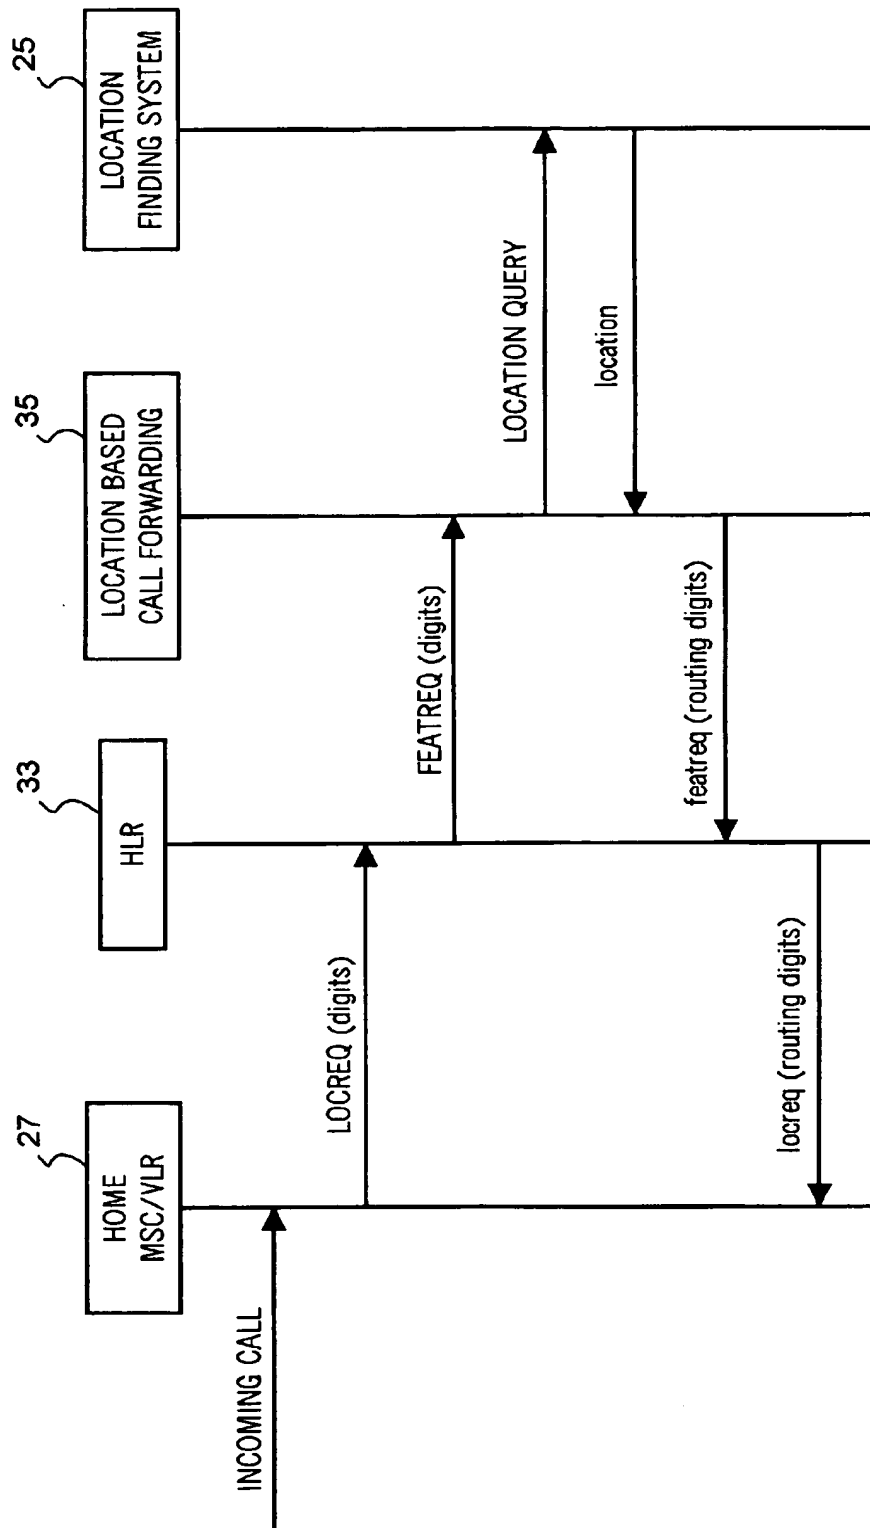 27
HOME
MSC/VLR
33
HLR
35
LOCATION BASED
CALL FORWARDING
25
LOCATION
FINDING SYSTEM
INCOMING CALL
LOCREQ (digits)
FEATREQ (digits)
LOCATION QUERY
location
featreq (routing digits)
locreq (routing digits)